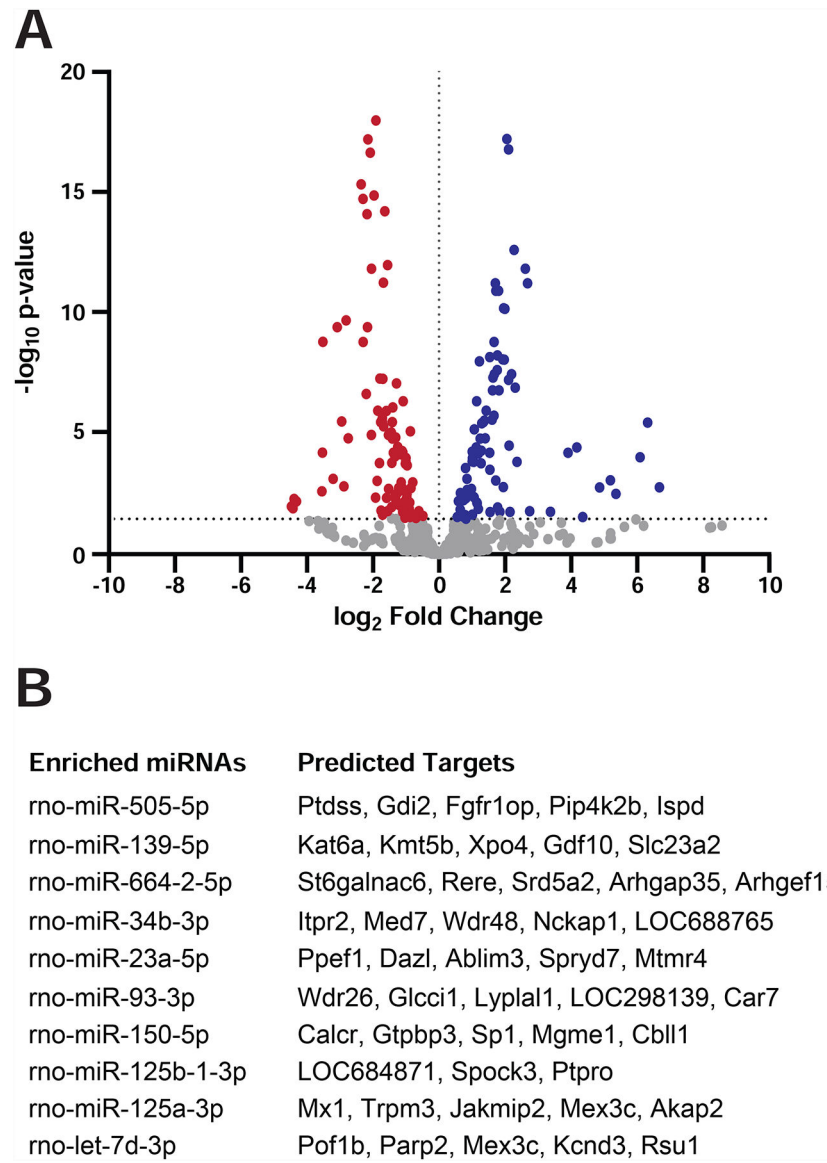 A
20
15
10
5
0
-log10 p-value
-10 -8 -6 -4 -2 0 2 4 6 8 10
log2 Fold Change
B
Enriched miRNAs Predicted Targets
rno-miR-505-5p Ptdss, Gdi2, Fgfr1op, Pip4k2b, Ispd
rno-miR-139-5p Kat6a, Kmt5b, Xpo4, Gdf10, Slc23a2
rno-miR-664-2-5p St6galnac6, Rere, Srd5a2, Arhgap35,
rno-miR-34b-3p Itpr2, Med7, Wdr48, Nckap1, LOC688765
rno-miR-23a-5p Ppef1, Dazl, Ablim3, Spryd7, Mtmr4
rno-miR-93-3p Wdr26, Glcci1, Lyplal1, LOC298139, Car7
rno-miR-150-5p Calcr, Gtpbp3, Sp1, Mgme1, Cbll1
rno-miR-125b-1-3p LOC684871, Spock3, Ptpro
rno-miR-125a-3p Mx1, Trpm3, Jakmip2, Mex3c, Akap2
rno-let-7d-3p Pof1b, Parp2, Mex3c, Kcnd3, Rsu1